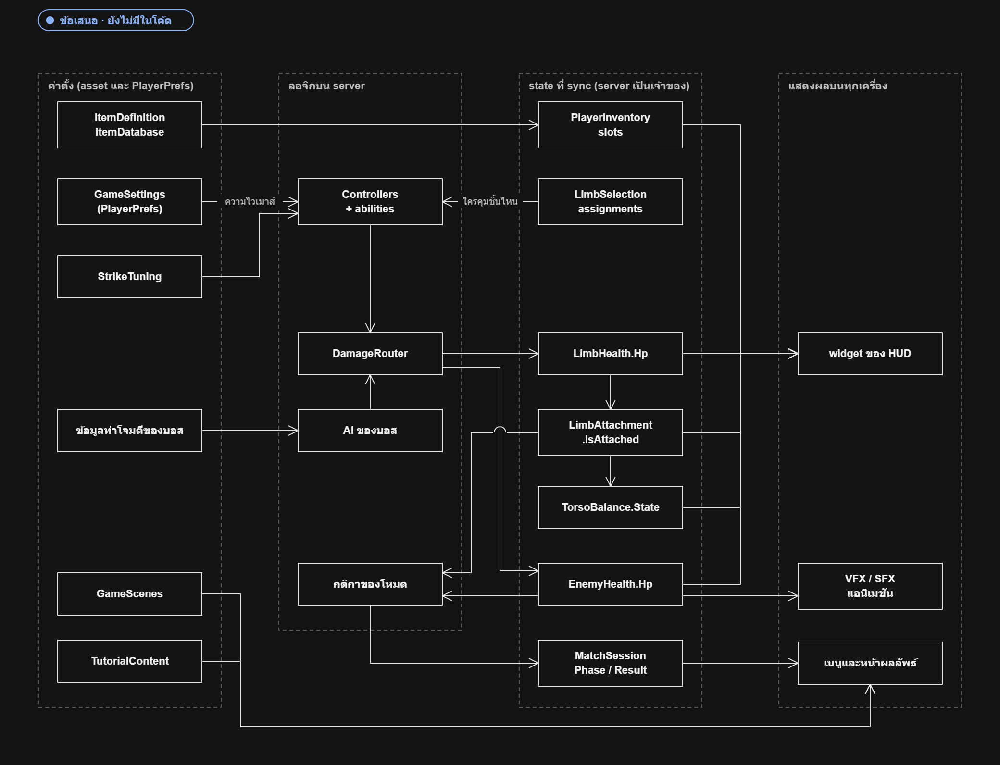 ข้อเสนอ · ยังไม่มีในโค้ด
ค่าตั้ง (asset และ PlayerPrefs)
ItemDefinition
ItemDatabase
GameSettings
(PlayerPrefs)
StrikeTuning
ข้อมูลท่าโจมตีของบอส
GameScenes
TutorialContent
ความไวเมาส์
ลอจิกบน server
Controllers
+ abilities
DamageRouter
AI ของบอส
กติกาของโหมด
ใครคุมชิ้นไหน
state ที่ sync (server เป็นเจ้าของ)
PlayerInventory
slots
LimbSelection
assignments
LimbHealth.Hp
LimbAttachment
.IsAttached
TorsoBalance.State
EnemyHealth.Hp
MatchSession
Phase / Result
แสดงผลบนทุกเครื่อง
widget ของ HUD
VFX / SFX
แอนิเมชัน
เมนูและหน้าผลลัพธ์